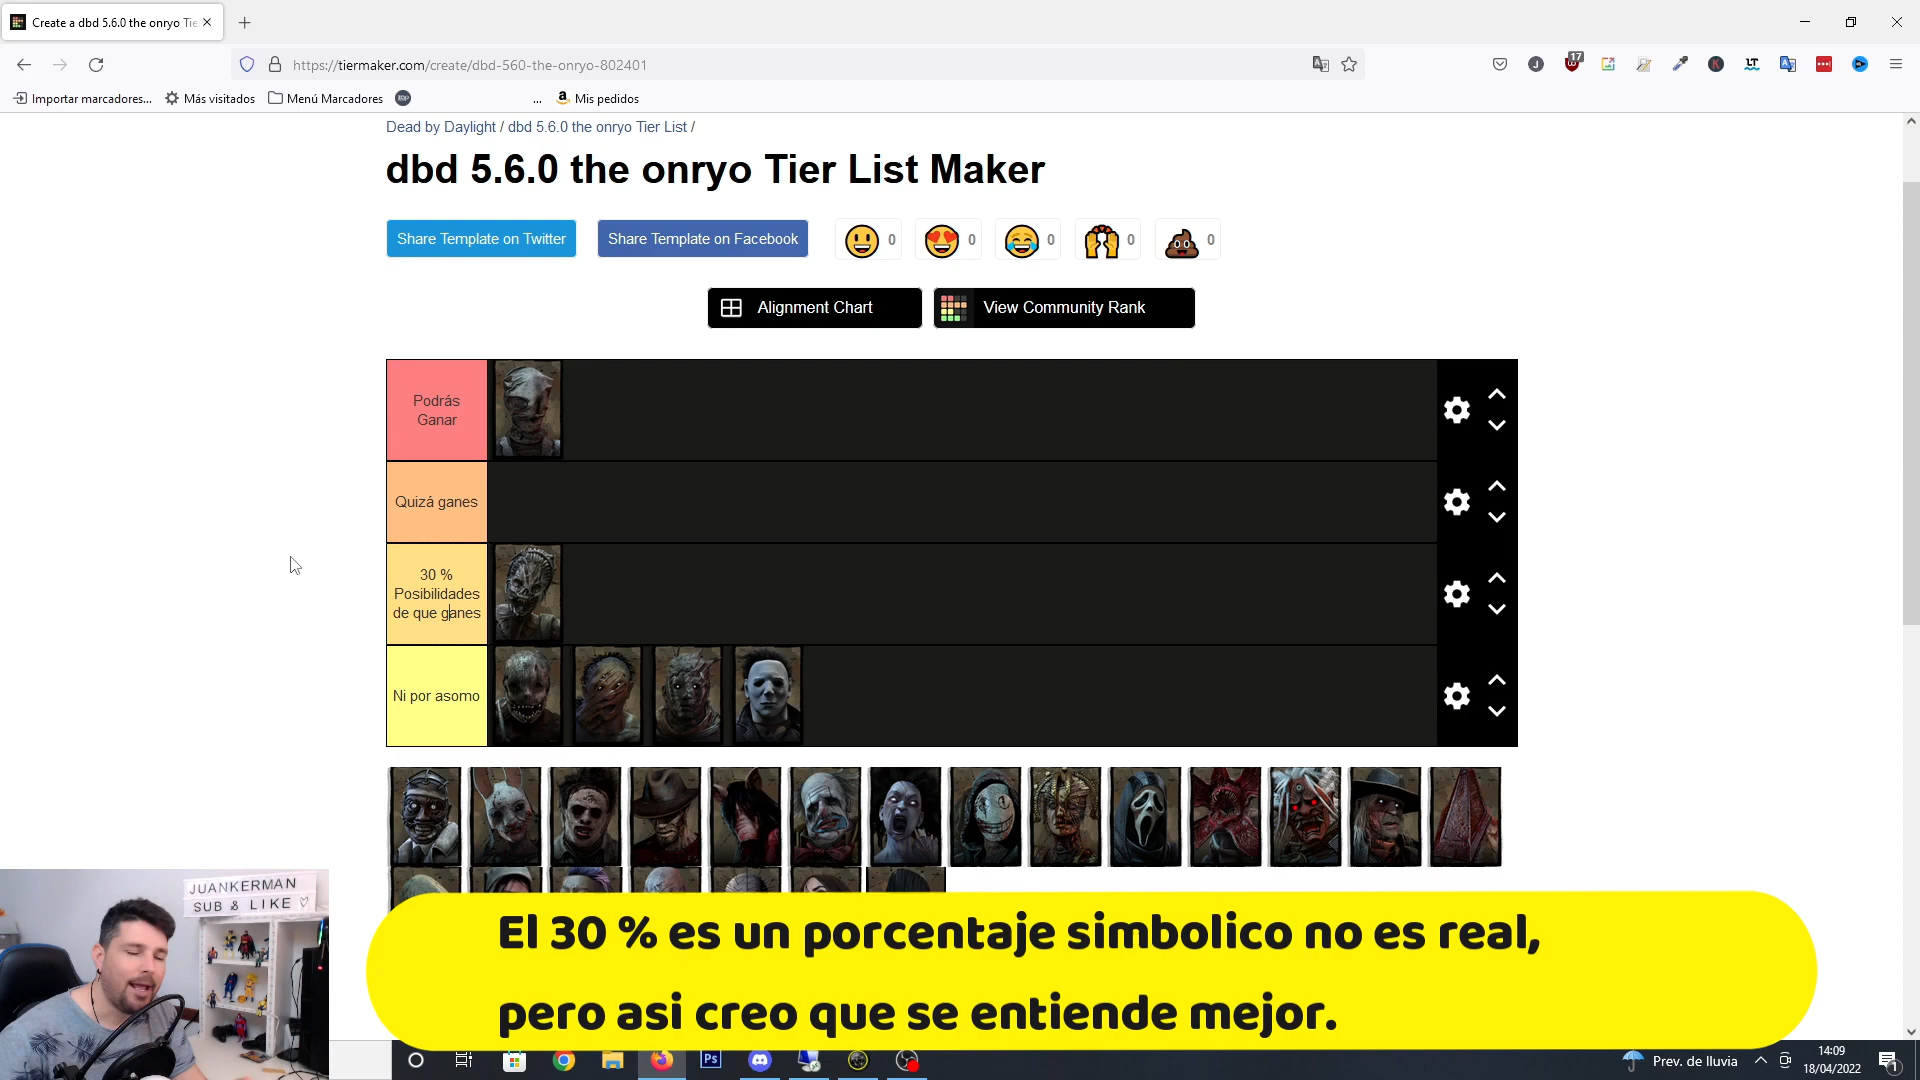 Create a dbd 5.6.0 the onryo Tie
https://tiermaker.com/create/dbd-560-the-onryo-802401
17
Importar marcadores...
Más visitados
Menú Marcadores
...
Mis pedidos
Dead by Daylight / dbd 5.6.0 the onryo Tier List /
dbd 5.6.0 the onryo Tier List Maker
Share Template on Twitter
Share Template on Facebook
0
0
0
0
0
Alignment Chart
View Community Rank
Podrás
Ganar
Quizá ganes
30 %
Posibilidades
de que ganes
Ni por asomo
JUANKERMAN
SUB & LIKE
El 30 % es un porcentaje simbolico no es real,
pero asi creo que se entiende mejor.
Ps
Prev. de lluvia
14:09
18/04/2022
1